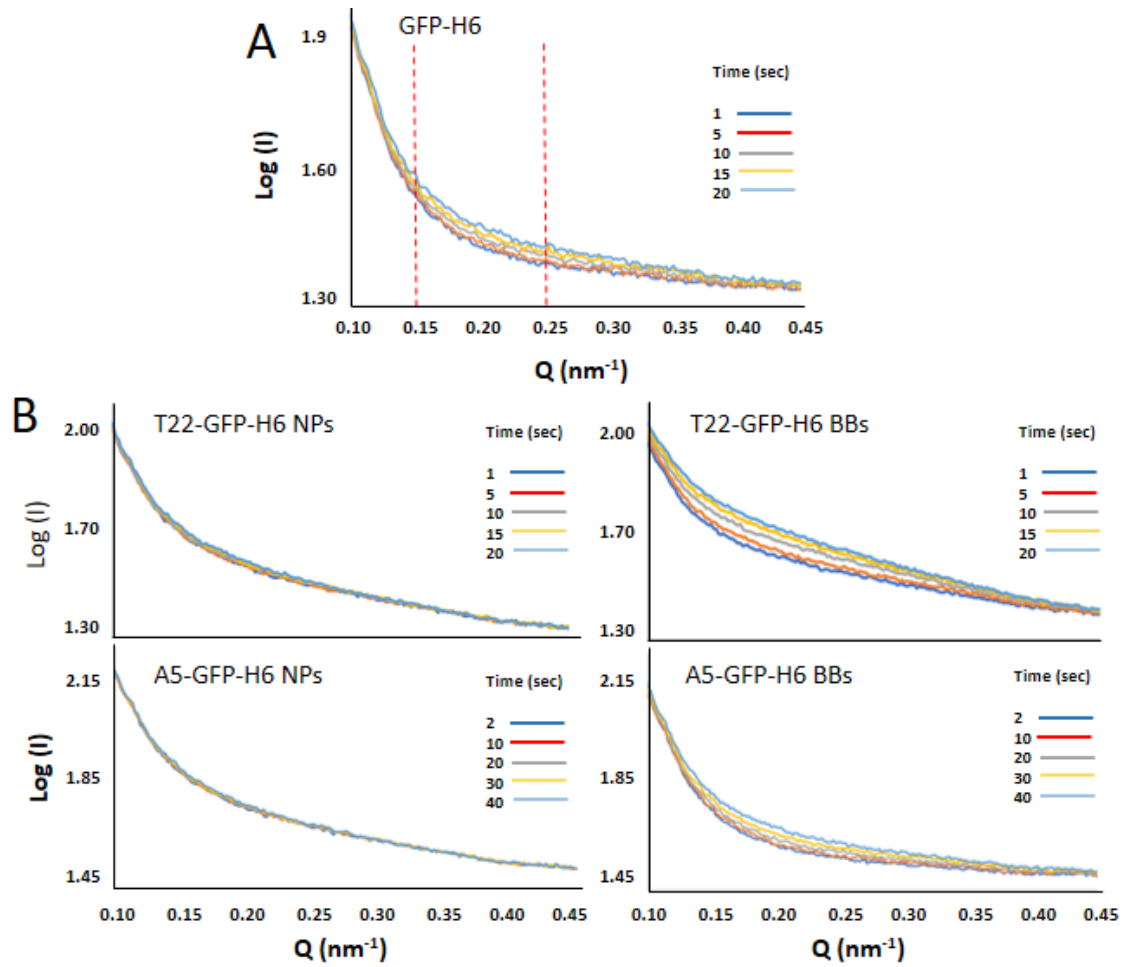 A
GFP-H6
1.9
1.60
1.30
Log (I)
Time (sec)
1
5
10
15
20
0.10 0.15 0.20 0.25 0.30 0.35 0.40 0.45
Q (nm-1)
B
T22-GFP-H6 NPs
2.00
1.70
1.30
Log (I)
Time (sec)
1
5
10
15
20
T22-GFP-H6 BBs
2.00
1.70
1.30
Time (sec)
1
5
10
15
20
A5-GFP-H6 NPs
2.15
1.85
1.45
Log (I)
Time (sec)
2
10
20
30
40
0.10 0.15 0.20 0.25 0.30 0.35 0.40 0.45
Q (nm-1)
A5-GFP-H6 BBs
2.15
1.85
1.45
Time (sec)
2
10
20
30
40
0.10 0.15 0.20 0.25 0.30 0.35 0.40 0.45
Q (nm-1)